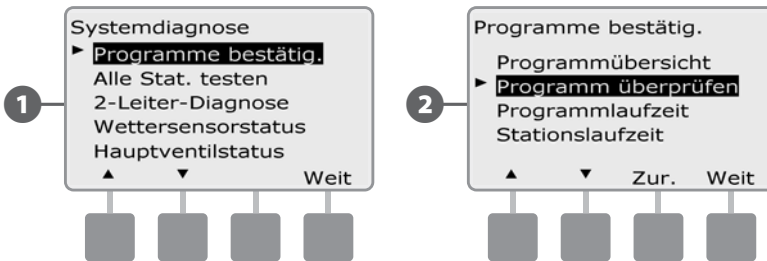 1
Systemdiagnose
► Programme bestätig.
Alle Stat. testen
2-Leiter-Diagnose
Wettersensorstatus
Hauptventilstatus
▲ ▼ Weit
2
Programme bestätig.
Programmübersicht
► Programm überprüfen
Programmlaufzeit
Stationslaufzeit
▲ ▼ Zur. Weit